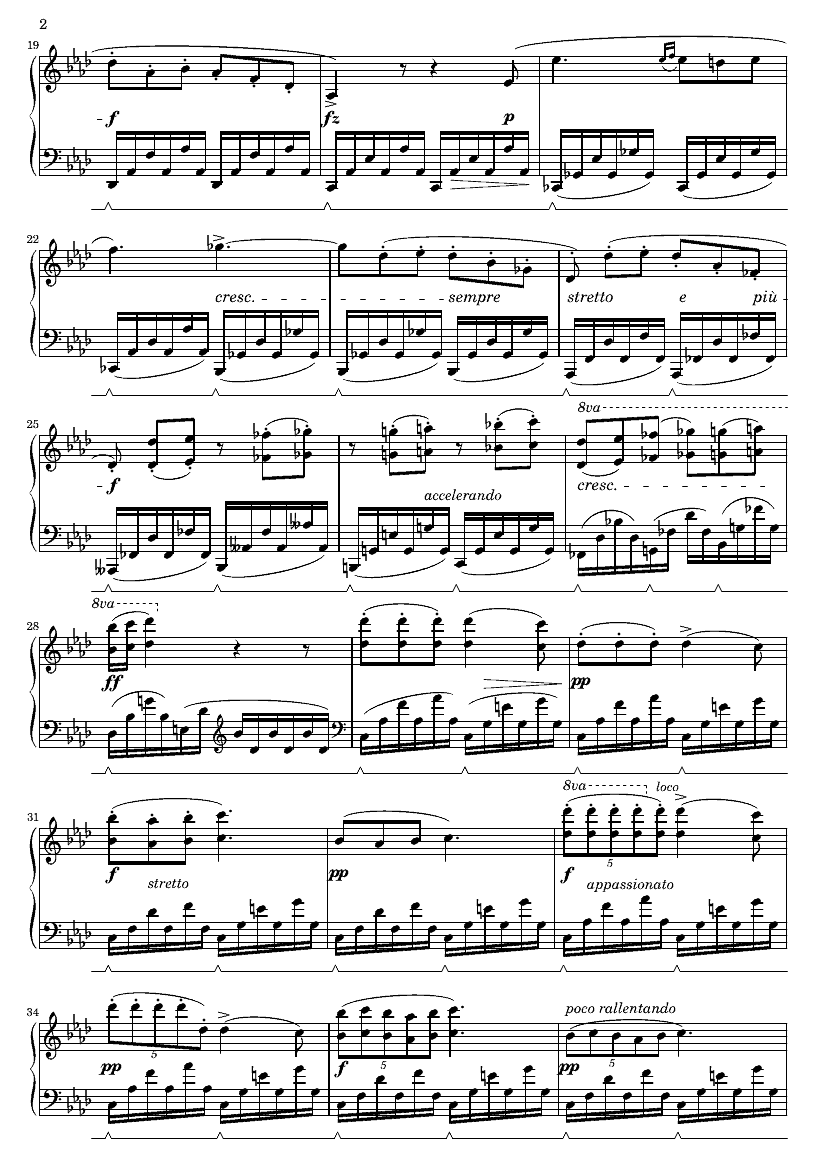 2
19
f
fz
p
22
cresc.
sempre
stretto
e
più
8va
25
f
accelerando
cresc.
8va
28
ff
pp
8va
loco
31
f
stretto
pp
5
f
appassionato
poco rallentando
34
5
pp
5
f
5
pp